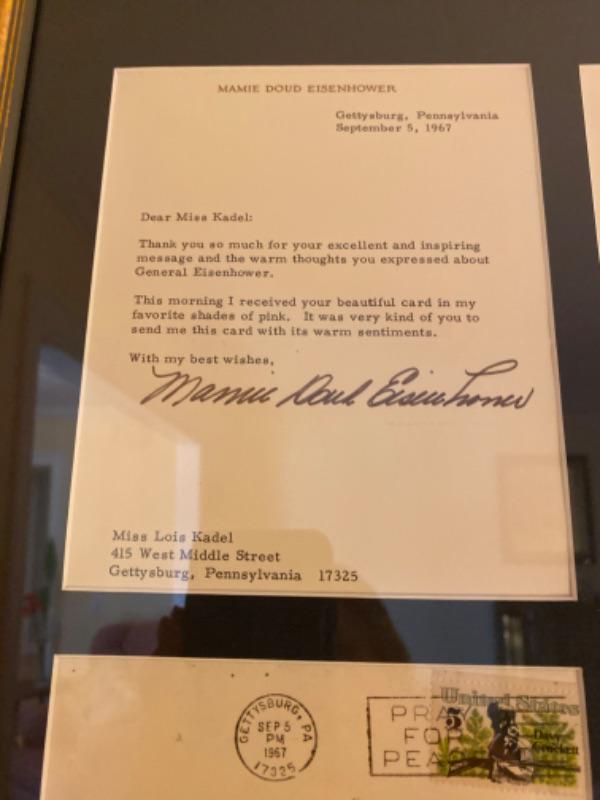 MAMIE DOUD EISENHOWER
Gettysburg, Pennsylvania
September 5, 1967
Dear Miss Kadel:
Thank you so much for your excellent and inspiring
message and the warm thoughts you expressed about
General Eisenhower.
This morning I received your beautiful card in my
favorite shades of pink. It was very kind of you to
send me this card with its warm sentiments.
With my best wishes,
Mamie Doud Eisenhower
Miss Lois Kadel
415 West Middle Street
Gettysburg, Pennsylvania 17325
GETTYSBURG, PA
SEP 5
PM
1967
17325
PRAY
FOR
PEACE
United States
5c
Davy
Crockett